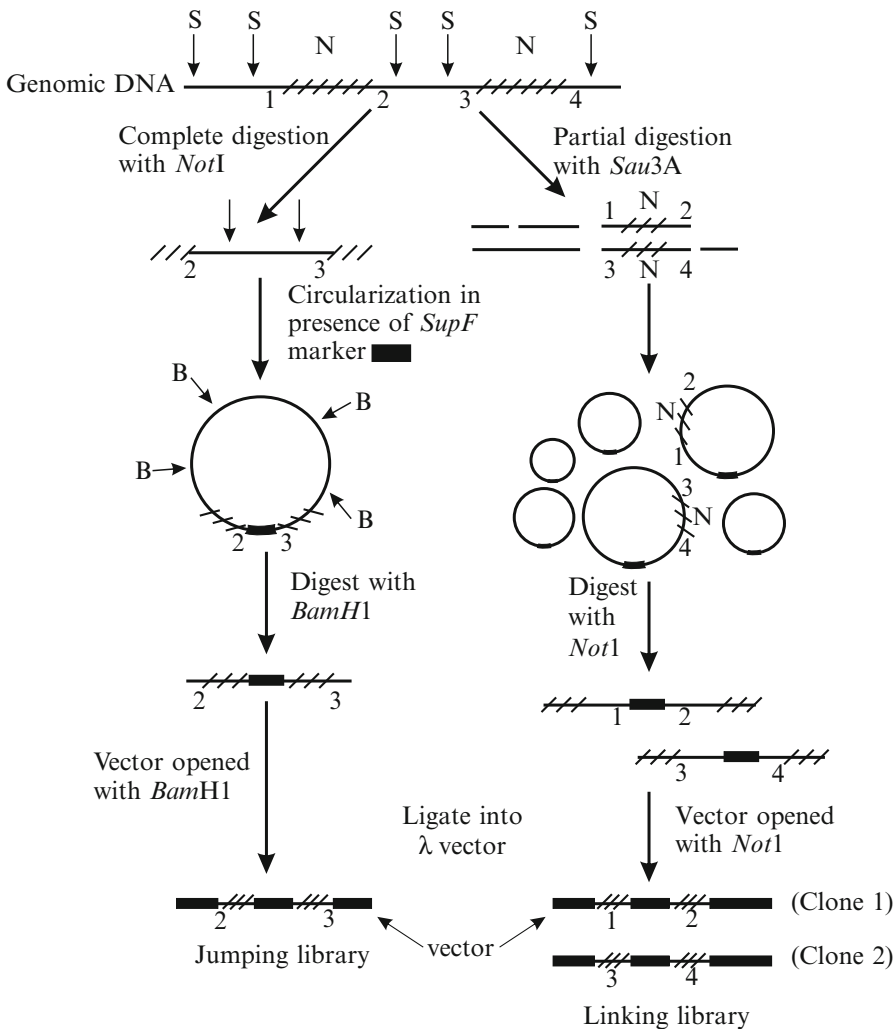 S S N S S N S
Genomic DNA
1 2 3 4
Complete digestion
with NotI
Partial digestion
with Sau3A
1 N 2
2 3
3 N 4
Circularization in
presence of SupF
marker
B B B B
2 3
2 N 1
3 N 4
Digest with
BamH1
Digest
with
Not1
2 3
1 2
3 4
Vector opened
with BamH1
Ligate into
λ vector
Vector opened
with Not1
2 3
Jumping library
vector
1 2 (Clone 1)
3 4 (Clone 2)
Linking library